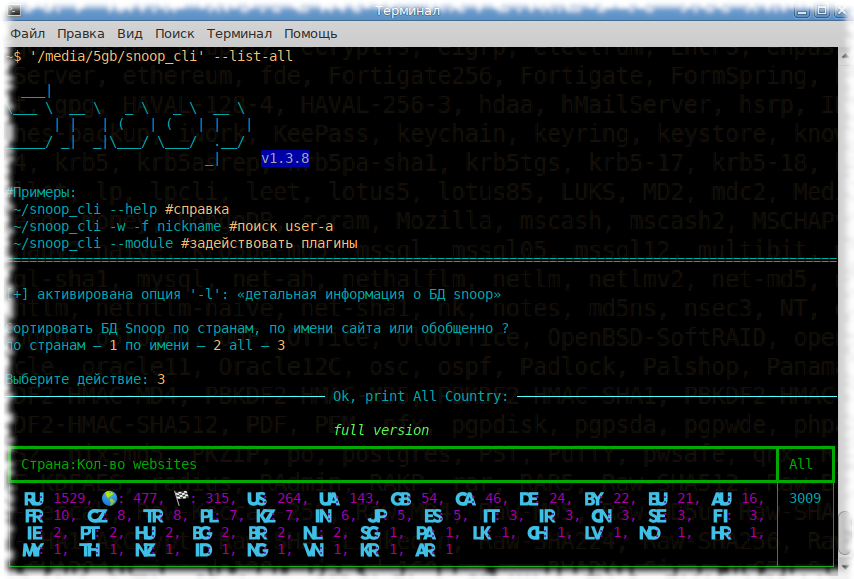 Терминал
Файл Правка Вид Поиск Терминал Помощь
~$ '/media/5gb/snoop_cli' --list-all
v1.3.8
#Примеры:
~/snoop_cli --help #справка
~/snoop_cli -w -f nickname #поиск user-a
~/snoop_cli --module #задействовать плагины
[+] активирована опция '-l': «детальная информация о БД snoop»
Сортировать БД Snoop по странам, по имени сайта или обобщенно ?
по странам — 1 по имени — 2 all — 3
Выберите действие: 3
Ok, print All Country:
full version
Страна:Кол-во websites All
RU 1529, 🌎: 477, 🏁: 315, US 264, UA 143, GB 54, CA 46, DE 24, BY 22, EU 21, AU 16, 3009
FR 10, CZ 8, TR 8, PL 7, KZ 7, IN 6, JP 5, ES 5, IT 3, IR 3, CN 3, SE 3, FI 3,
IE 2, PT 2, HU 2, BG 2, BR 2, NL 2, SG 1, PA 1, LK 1, CH 1, LV 1, NO 1, HR 1,
MY 1, TH 1, NZ 1, ID 1, NG 1, VN 1, KR 1, AR 1